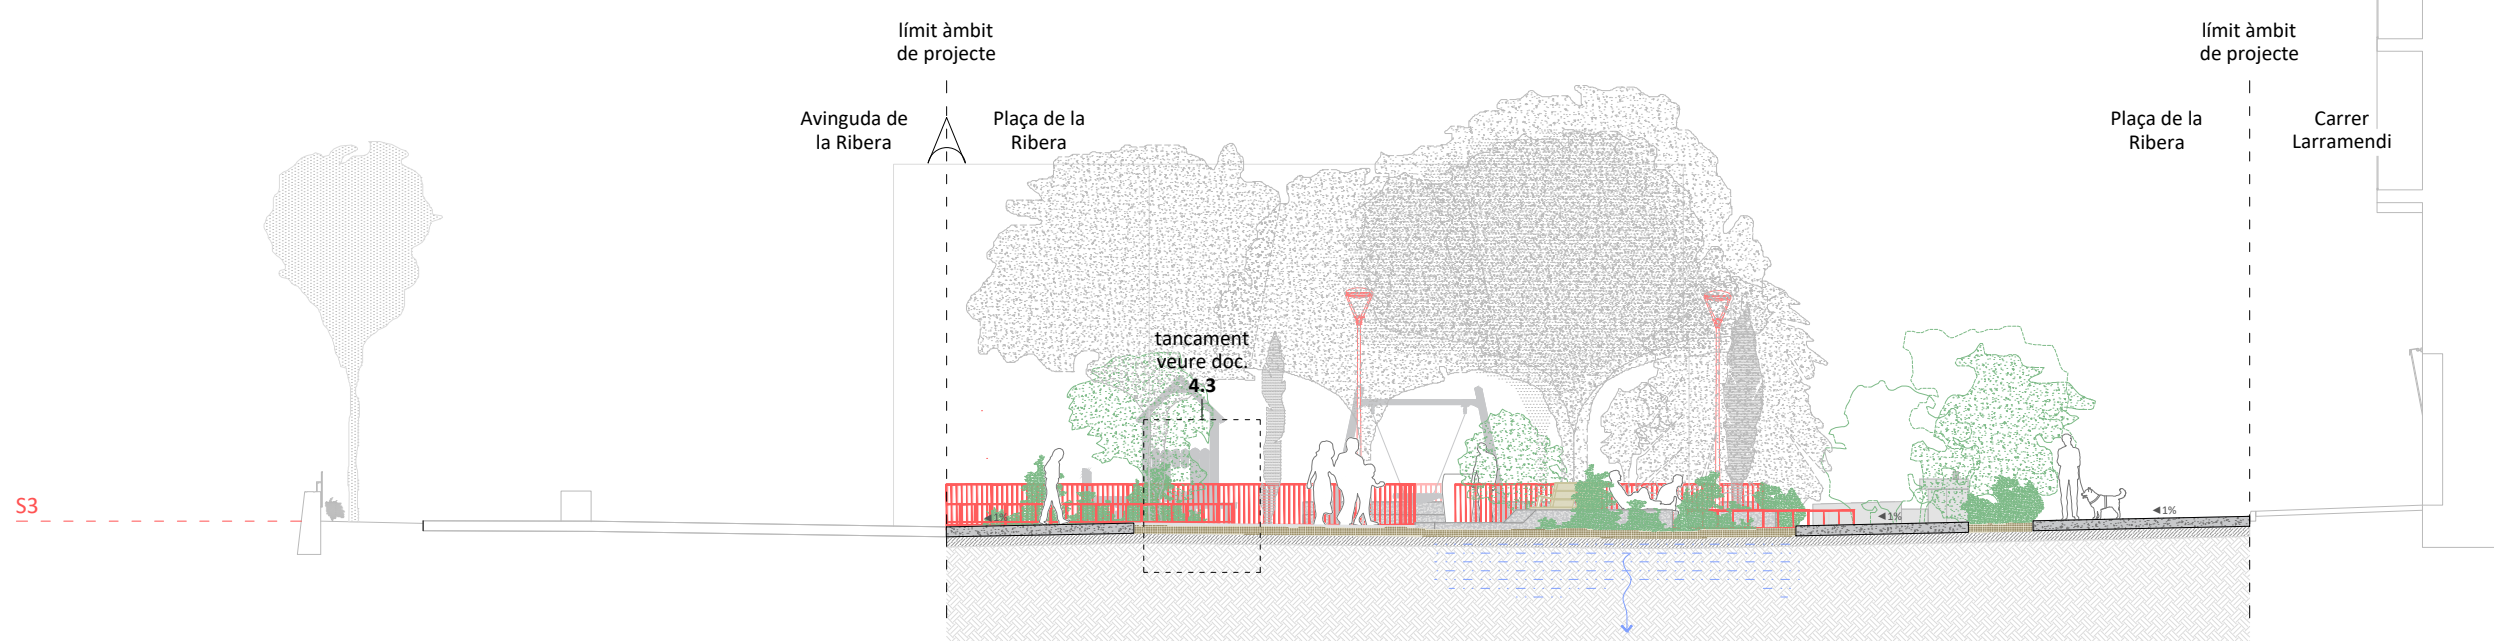 límit àmbit
de projecte
límit àmbit
de projecte
Avinguda de
la Ribera
Plaça de la
Ribera
Plaça de la
Ribera
Carrer
Larramendi
tancament
veure doc.
4.3
S3
◄1%
◄1%
◄1%